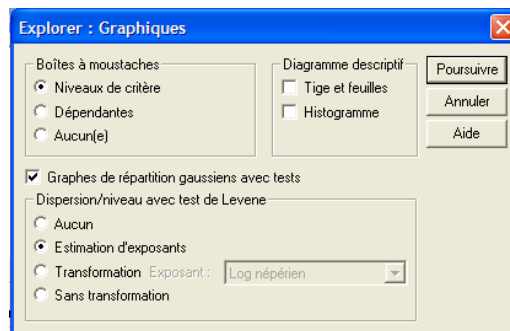 Explorer : Graphiques
Boîtes à moustaches
Niveaux de critère
Dépendantes
Aucun(e)
Diagramme descriptif
Tige et feuilles
Histogramme
Poursuivre
Annuler
Aide
Graphes de répartition gaussiens avec tests
Dispersion/niveau avec test de Levene
Aucun
Estimation d'exposants
Transformation Exposant : Log népérien
Sans transformation